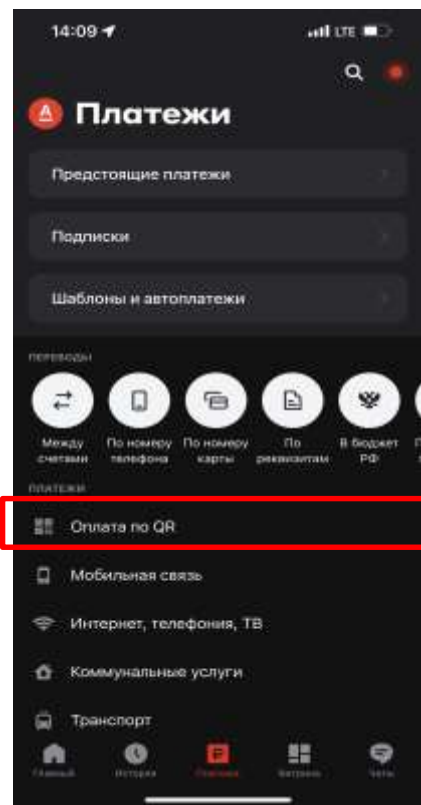 14:09
LTE
А Платежи
Предстоящие платежи
Подписки
Шаблоны и автоплатежи
ПЕРЕВОДЫ
Между счетами
По номеру телефона
По номеру карты
По реквизитам
В бюджет РФ
ПЛАТЕЖИ
Оплата по QR
Мобильная связь
Интернет, телефония, ТВ
Коммунальные услуги
Транспорт
Главный
История
Платежи
Витрина
Чаты